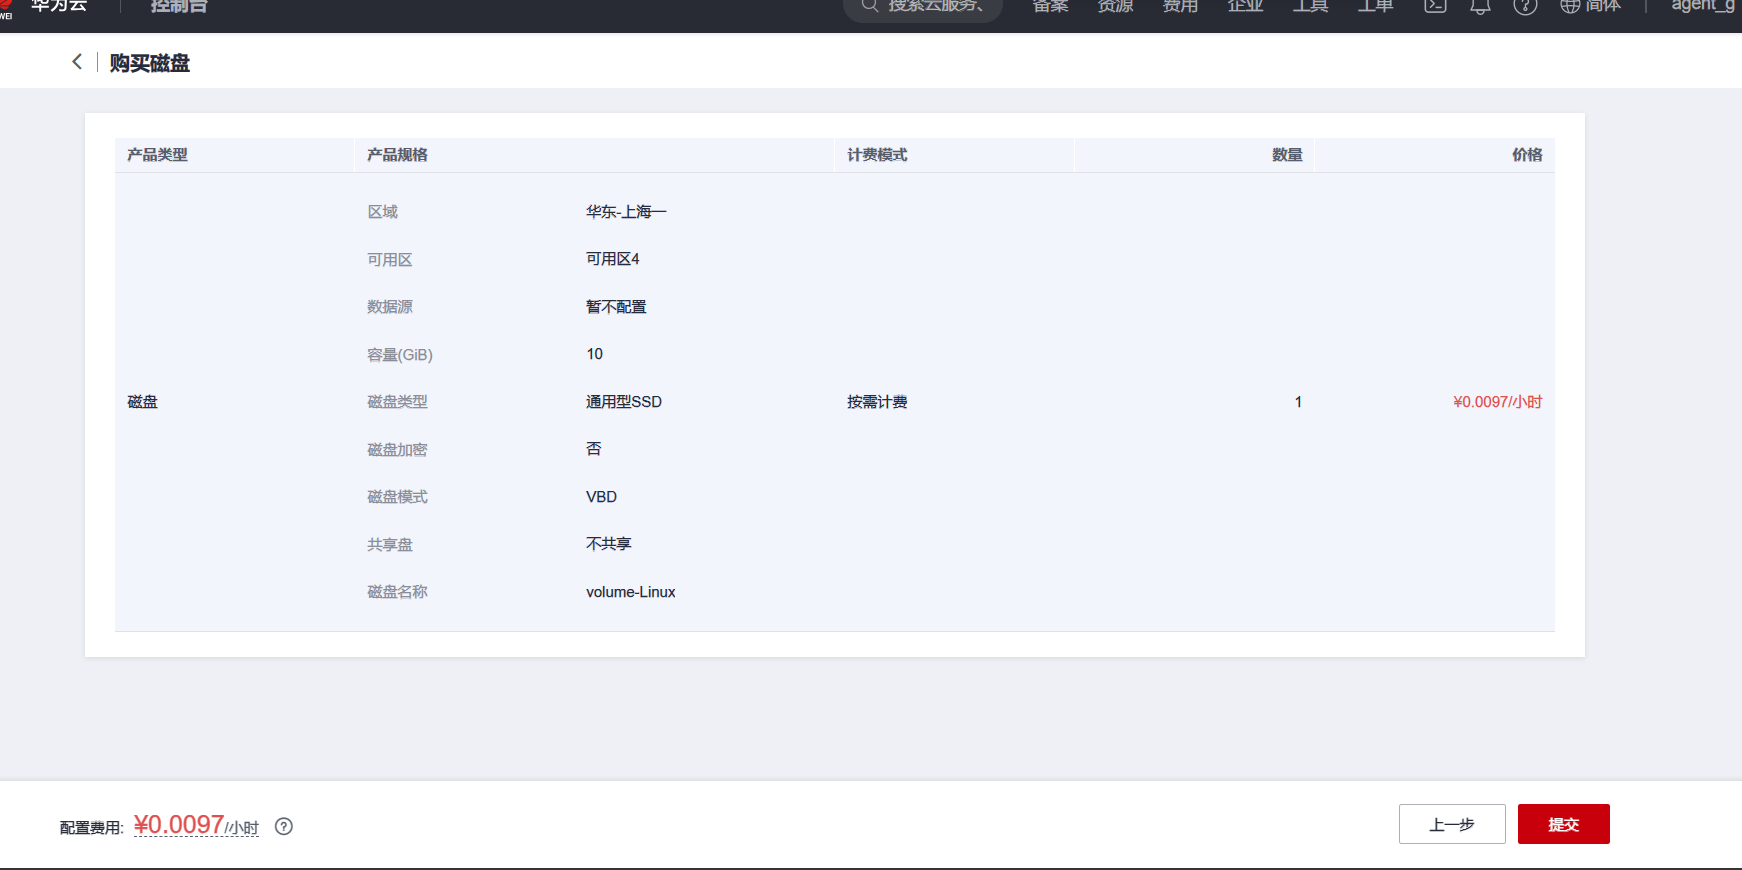 华为云 控制台 搜索云服务、 备案 资源 费用 企业 工具 工单 简体 agent_g
购买磁盘
产品类型 产品规格 计费模式 数量 价格
区域 华东-上海一
可用区 可用区4
数据源 暂不配置
容量(GiB) 10
磁盘 磁盘类型 通用型SSD 按需计费 1 ¥0.0097/小时
磁盘加密 否
磁盘模式 VBD
共享盘 不共享
磁盘名称 volume-Linux
配置费用: ¥0.0097/小时 上一步 提交